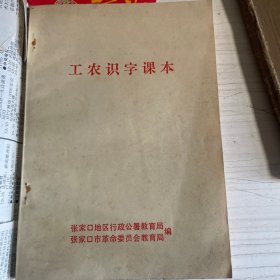 工农识字课本
张家口地区行政公署教育局
张家口市革命委员会教育局
编